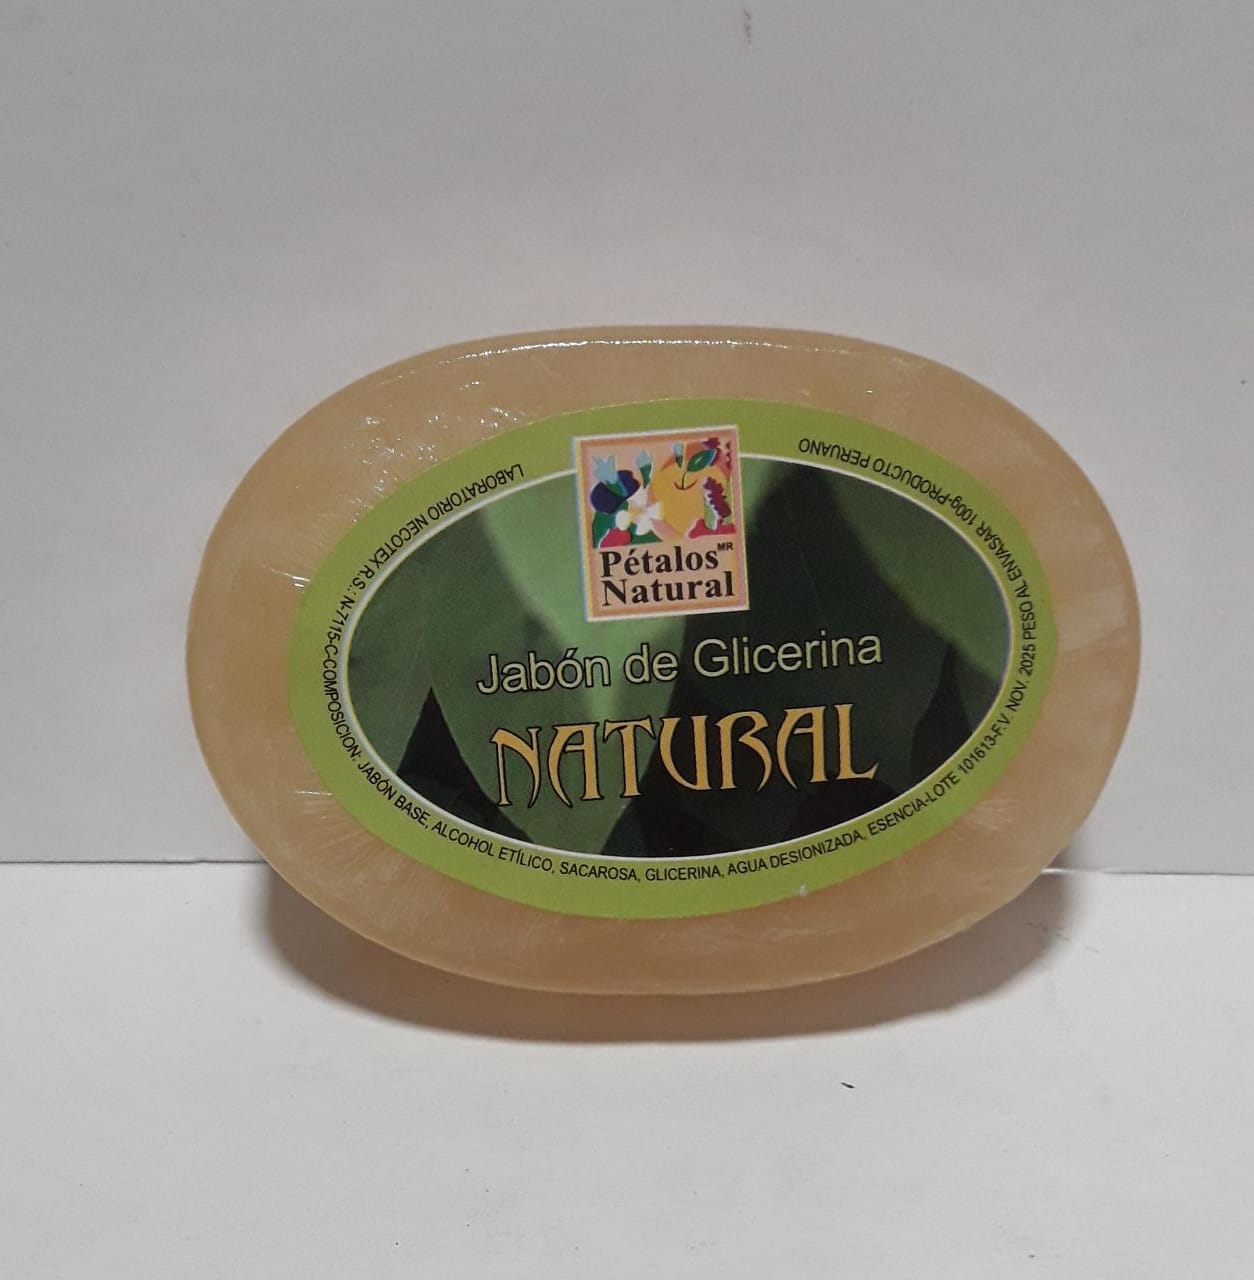 Pétalos MR
Natural
Jabón de Glicerina
NATURAL
LABORATORIO NECOTEX R.S.: N-7115-C-COMPOSICION: JABÓN BASE, ALCOHOL ETÍLICO, SACAROSA, GLICERINA, AGUA DESIONIZADA, ESENCIA-LOTE 101613-F.V. NOV. 2025 PESO AL ENVASAR 100g-PRODUCTO PERUANO